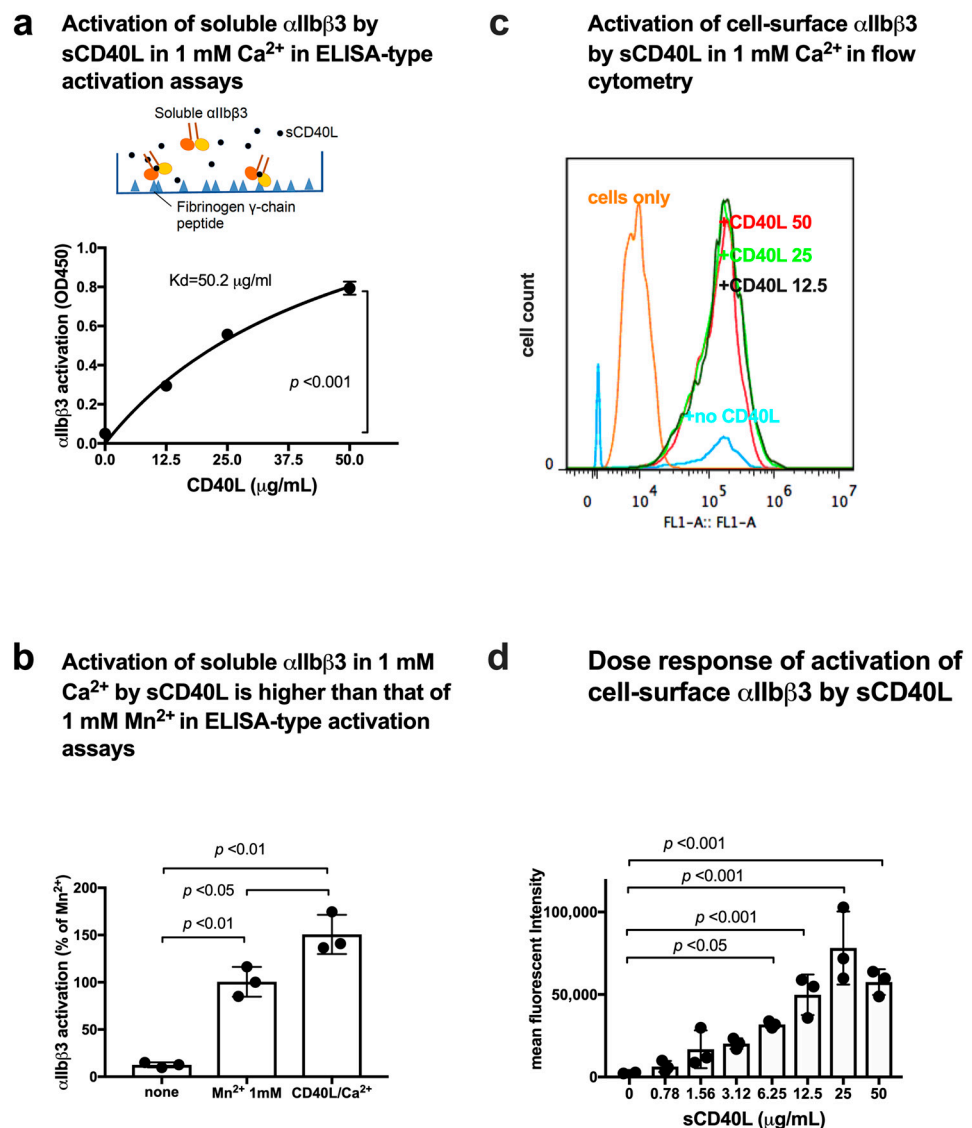 a
Activation of soluble αIIbβ3 by
sCD40L in 1 mM Ca²⁺ in ELISA-type
activation assays
Soluble αIIbβ3
sCD40L
Fibrinogen γ-chain
peptide
αIIbβ3 activation (OD450)
1.0
0.8
0.6
0.4
0.2
0.0
Kd=50.2 μg/ml
p <0.001
0.0 12.5 25.0 37.5 50.0
CD40L (μg/mL)
c
Activation of cell-surface αIIbβ3
by sCD40L in 1 mM Ca²⁺ in flow
cytometry
cells only
+CD40L 50
+CD40L 25
+CD40L 12.5
+no CD40L
cell count
0
0 10⁴ 10⁵ 10⁶ 10⁷
FL1-A:: FL1-A
b
Activation of soluble αIIbβ3 in 1 mM
Ca²⁺ by sCD40L is higher than that of
1 mM Mn²⁺ in ELISA-type activation
assays
αIIbβ3 activation (% of Mn²⁺)
200
150
100
50
0
p <0.01
p <0.05
p <0.01
none Mn²⁺ 1mM CD40L/Ca²⁺
d
Dose response of activation of
cell-surface αIIbβ3 by sCD40L
mean fluorescent Intensity
100,000
50,000
0
p <0.001
p <0.001
p <0.001
p <0.05
0 0.78 1.56 3.12 6.25 12.5 25 50
sCD40L (μg/mL)